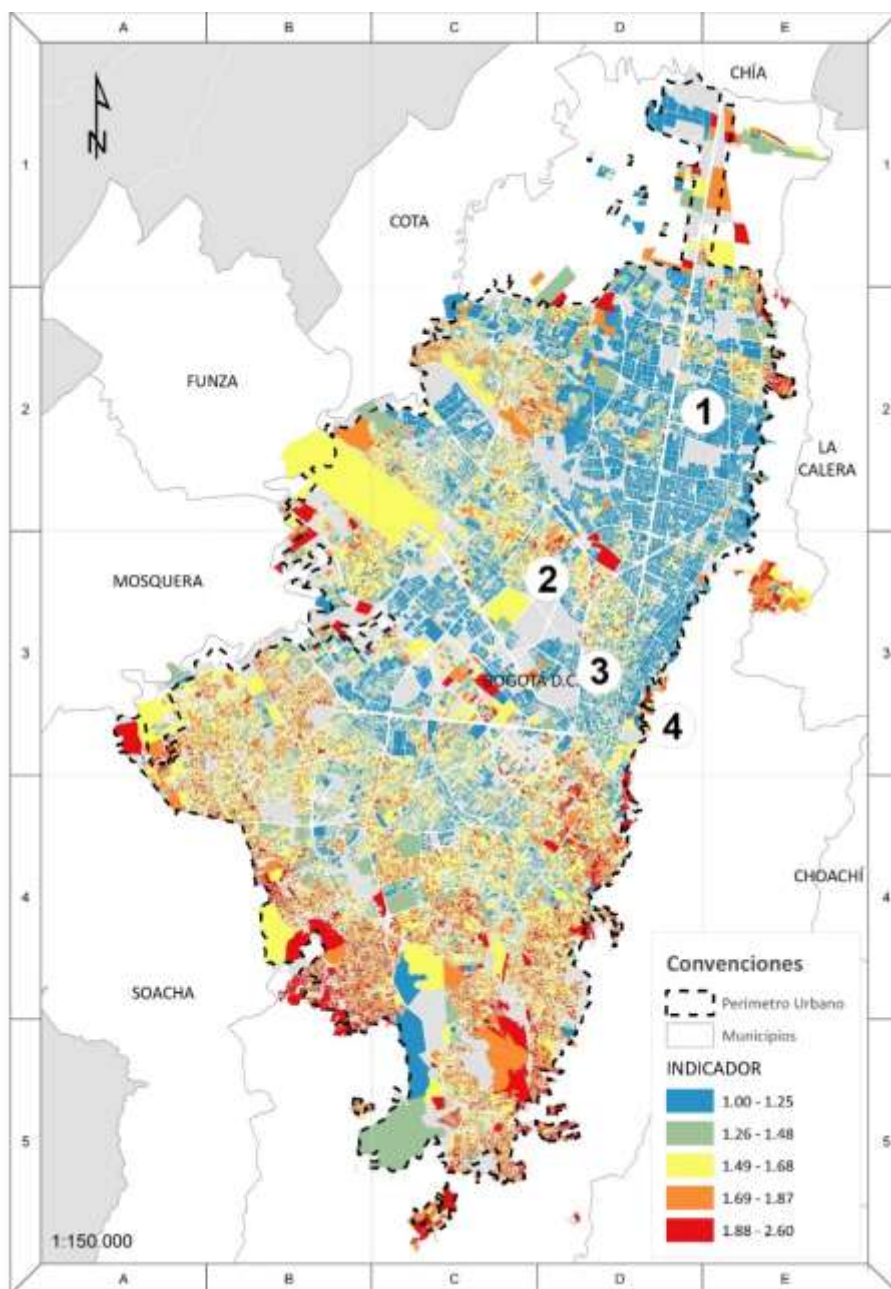 A B C D E
N
CHÍA
1 1
COTA
FUNZA
1
2 2
LA
CALERA
MOSQUERA
2
3 3
3
BOGOTÁ D.C.
4
CHOACHÍ
4 4
SOACHA
Convenciones
Perímetro Urbano
Municipios
INDICADOR
1.00 - 1.25
1.26 - 1.48
5 5
1.49 - 1.68
1.69 - 1.87
1.88 - 2.60
1:150.000
A B C D E